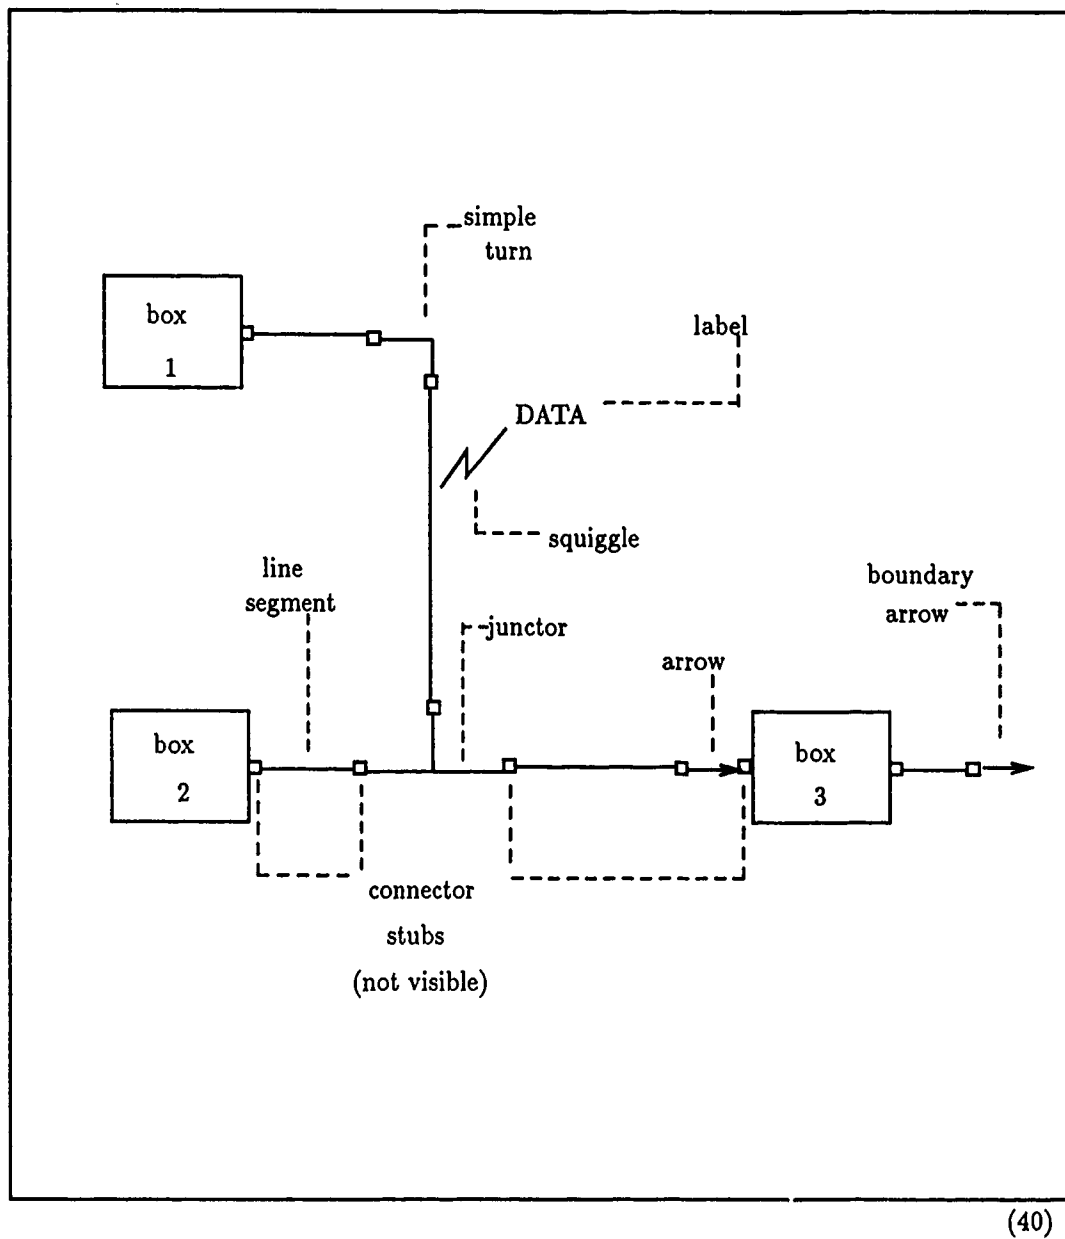 simple
turn
box
1
label
DATA
squiggle
line
segment
boundary
arrow
junctor
arrow
box
2
box
3
connector
stubs
(not visible)
(40)